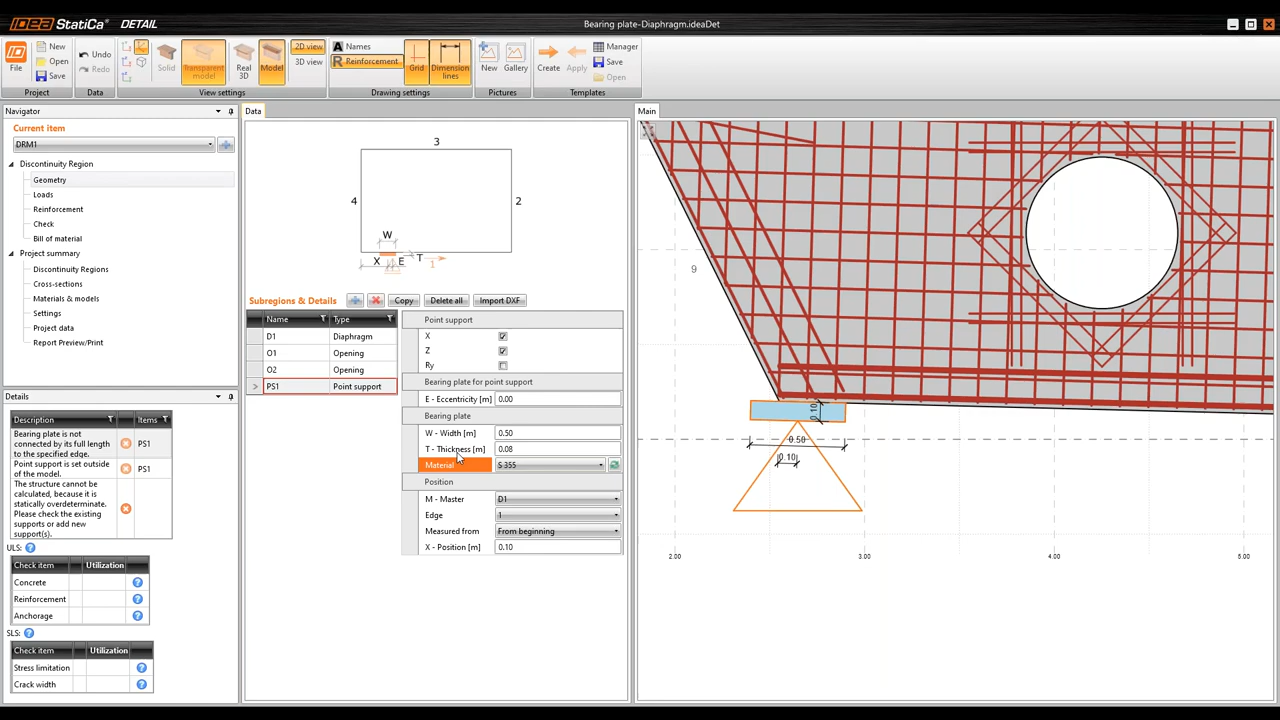 IDEA StatiCa® DETAIL
Bearing plate-Diaphragm.ideaDet
File
New
Open
Save
Project
Undo
Redo
Data
Solid
Transparent model
Real 3D
Model
2D view
3D view
View settings
Names
Reinforcement
Grid
Dimension lines
Drawing settings
New
Gallery
Pictures
Create
Apply
Manager
Save
Open
Templates
Navigator
Current item
DRM1
Discontinuity Region
Geometry
Loads
Reinforcement
Check
Bill of material
Project summary
Discontinuity Regions
Cross-sections
Materials & models
Settings
Project data
Report Preview/Print
Details
Description Items
Bearing plate is not
connected by its full length
to the specified edge.
PS1
Point support is set outside
of the model.
PS1
The structure cannot be
calculated, because it is
statically overdeterminate.
Please check the existing
supports or add new
support(s).
ULS:
Check item Utilization
Concrete
Reinforcement
Anchorage
SLS:
Check item Utilization
Stress limitation
Crack width
Data
3
4
2
W
X E T 1
Subregions & Details Copy Delete all Import DXF
Name Type
D1 Diaphragm
O1 Opening
O2 Opening
PS1 Point support
Point support
X
Z
Ry
Bearing plate for point support
E - Eccentricity [m] 0.00
Bearing plate
W - Width [m] 0.50
T - Thickness [m] 0.08
Material S 355
Position
M - Master D1
Edge 1
Measured from From beginning
X - Position [m] 0.10
Main
9
0.10
0.50
0.10
2.00 3.00 4.00 5.00